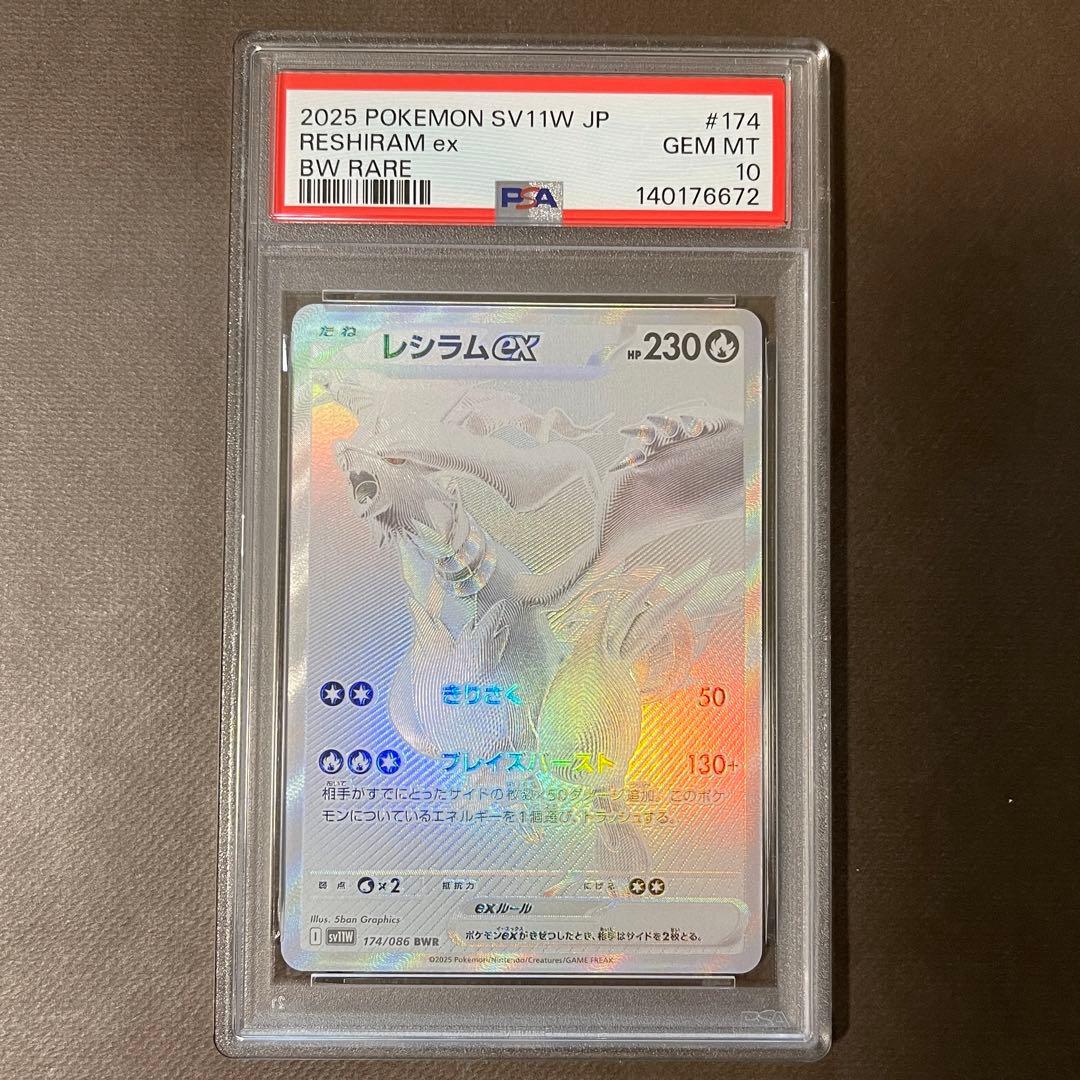 2025 POKEMON SV11W JP #174
RESHIRAM ex GEM MT
BW RARE 10
PSA 140176672
たね レシラムex HP230
きりさく 50
ブレイズバースト 130+
相手がすでにとったサイドの枚数×50ダメージ追加。このポケ
モンについているエネルギーを1個選び、トラッシュする。
弱点 ×2 抵抗力 にげる
exルール
ポケモンexがきぜつしたとき、相手はサイドを2枚とる。
Illus. 5ban Graphics
I sv11W 174/086 BWR
©2025 Pokémon/Nintendo/Creatures/GAME FREAK
PSA